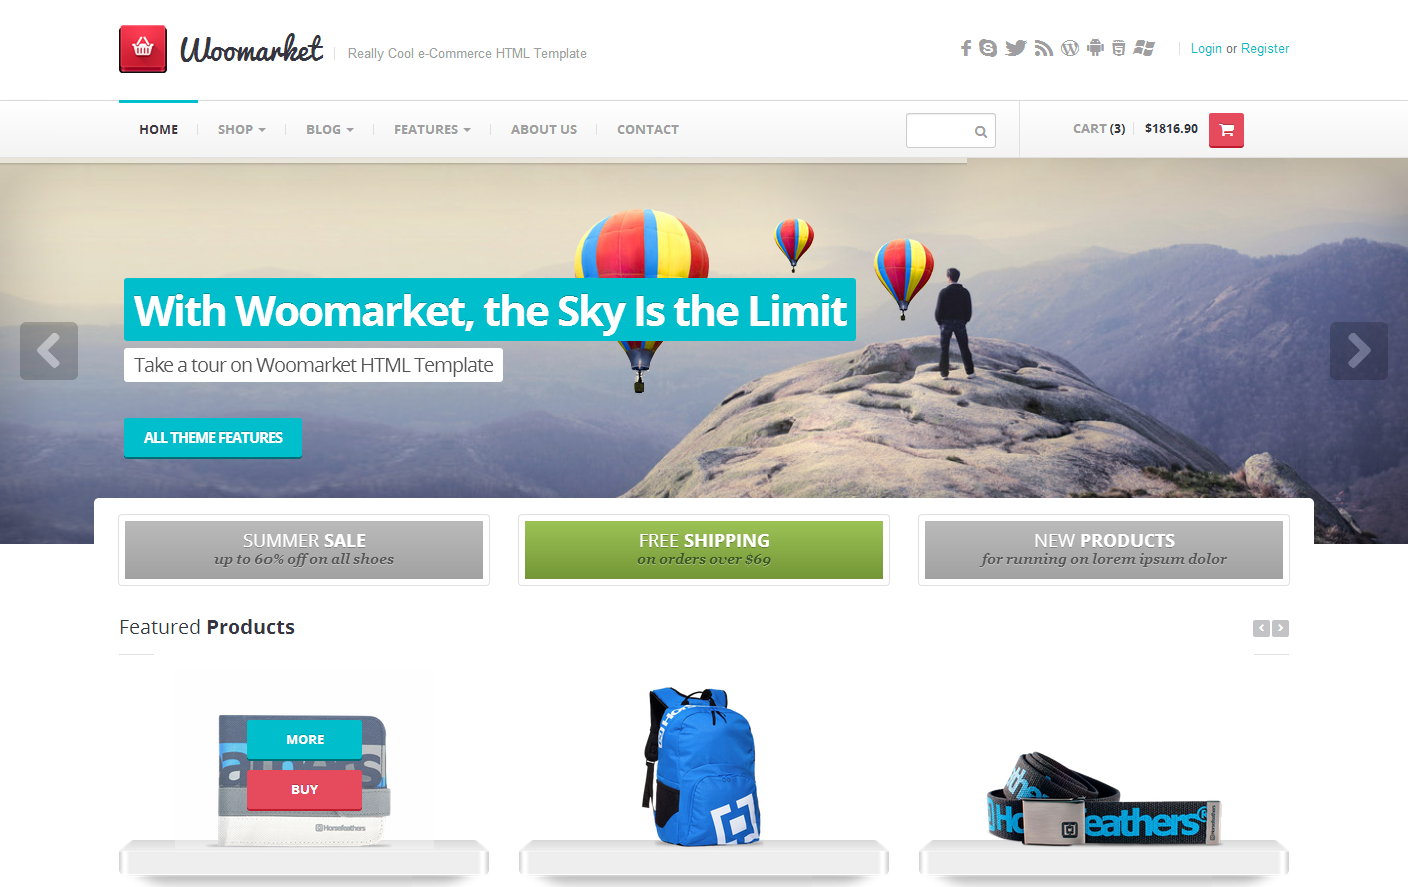 Woomarket
Really Cool e-Commerce HTML Template
Login or Register
HOME
SHOP
BLOG
FEATURES
ABOUT US
CONTACT
CART (3)
$1816.90
With Woomarket, the Sky Is the Limit
Take a tour on Woomarket HTML Template
ALL THEME FEATURES
SUMMER SALE
up to 60% off on all shoes
FREE SHIPPING
on orders over $69
NEW PRODUCTS
for running on lorem ipsum dolor
Featured Products
MORE
BUY
Horsefeathers
eathers